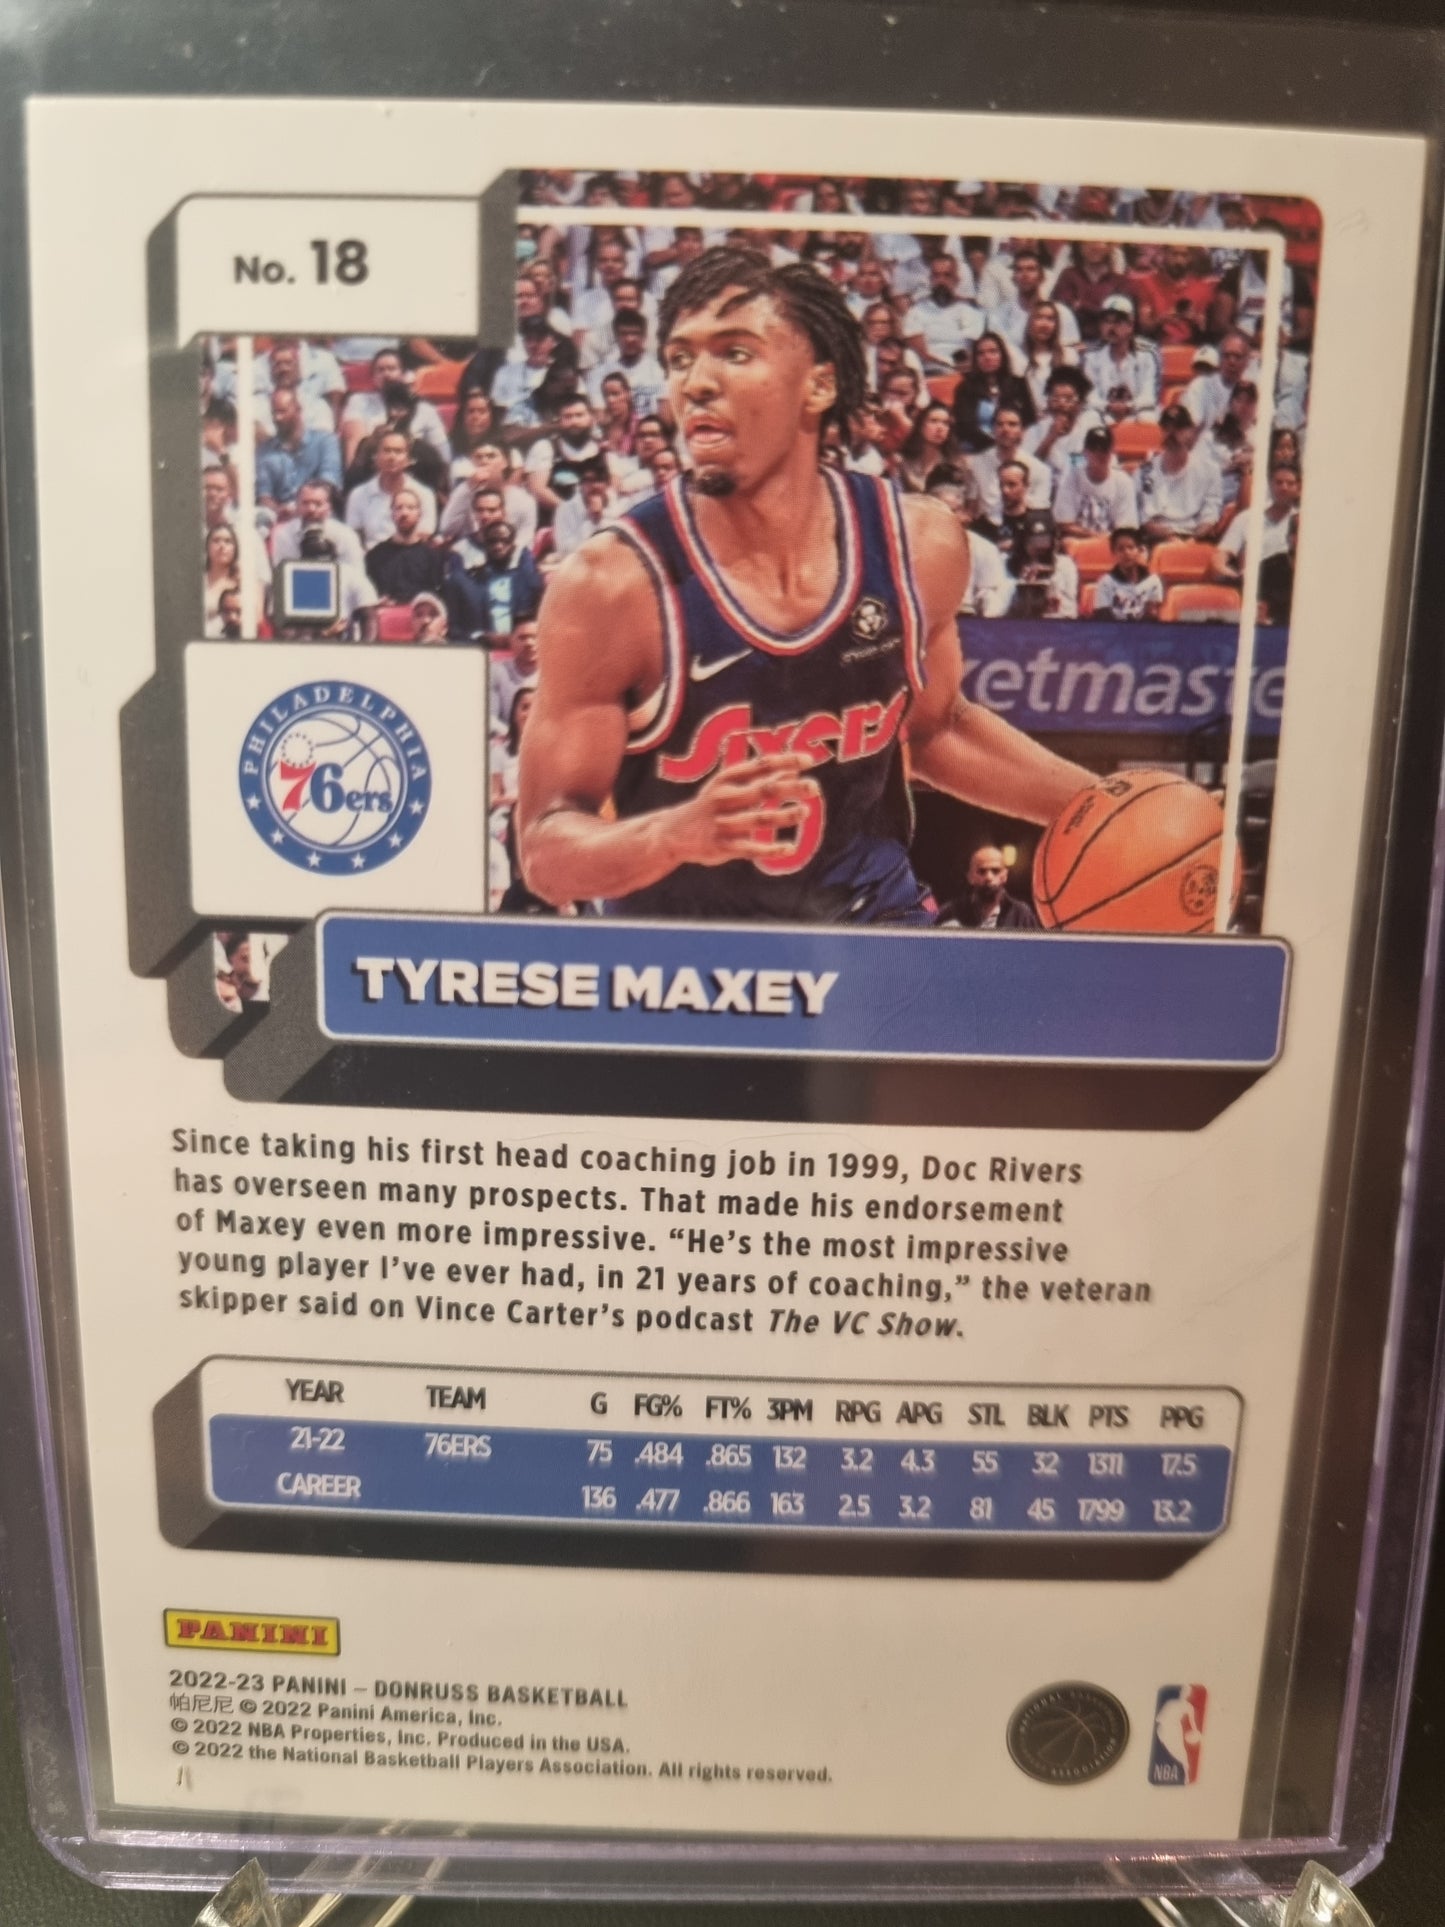 No. 18
etmaste
Sixers
0
PHILADELPHIA
76ers
TYRESE MAXEY
Since taking his first head coaching job in 1999, Doc Rivers
has overseen many prospects. That made his endorsement
of Maxey even more impressive. “He’s the most impressive
young player I’ve ever had, in 21 years of coaching,” the veteran
skipper said on Vince Carter’s podcast The VC Show.
YEAR TEAM G FG% FT% 3PM RPG APG STL BLK PTS PPG
21-22 76ERS 75 .484 .865 132 3.2 4.3 55 32 1311 17.5
CAREER 136 .477 .866 163 2.5 3.2 81 45 1799 13.2
PANINI
2022-23 PANINI – DONRUSS BASKETBALL
帕尼尼 © 2022 Panini America, Inc.
© 2022 NBA Properties, Inc. Produced in the USA.
© 2022 the National Basketball Players Association. All rights reserved.
NATIONAL BASKETBALL ASSOCIATION
NBA